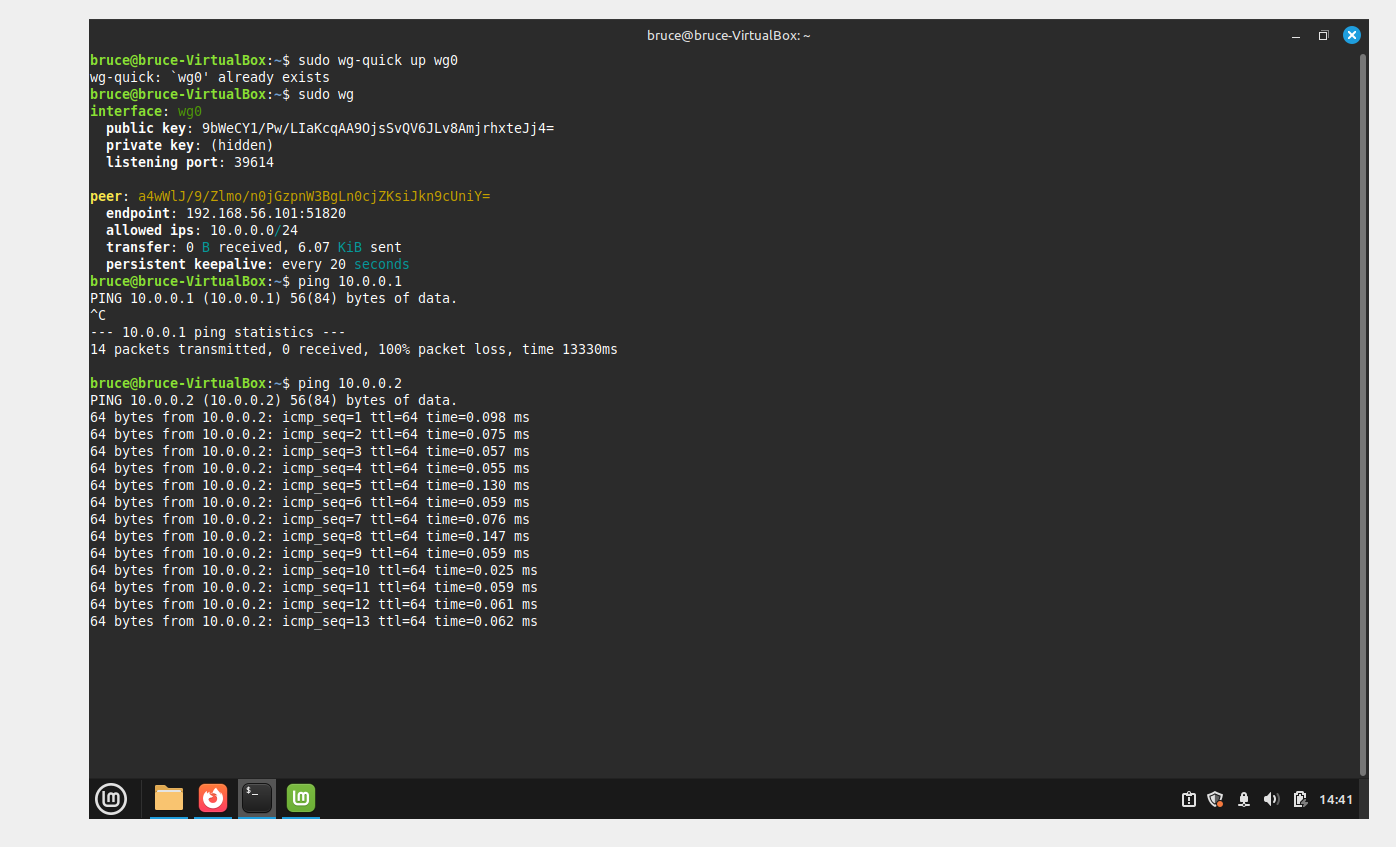 bruce@bruce-VirtualBox: ~
bruce@bruce-VirtualBox:~$ sudo wg-quick up wg0
wg-quick: `wg0' already exists
bruce@bruce-VirtualBox:~$ sudo wg
interface: wg0
  public key: 9bWeCY1/Pw/LIaKcqAA9OjsSvQV6JLv8AmjrhxteJj4=
  private key: (hidden)
  listening port: 39614

peer: a4wWlJ/9/Zlmo/n0jGzpnW3BgLn0cjZKsiJkn9cUniY=
  endpoint: 192.168.56.101:51820
  allowed ips: 10.0.0.0/24
  transfer: 0 B received, 6.07 KiB sent
  persistent keepalive: every 20 seconds
bruce@bruce-VirtualBox:~$ ping 10.0.0.1
PING 10.0.0.1 (10.0.0.1) 56(84) bytes of data.
^C
--- 10.0.0.1 ping statistics ---
14 packets transmitted, 0 received, 100% packet loss, time 13330ms

bruce@bruce-VirtualBox:~$ ping 10.0.0.2
PING 10.0.0.2 (10.0.0.2) 56(84) bytes of data.
64 bytes from 10.0.0.2: icmp_seq=1 ttl=64 time=0.098 ms
64 bytes from 10.0.0.2: icmp_seq=2 ttl=64 time=0.075 ms
64 bytes from 10.0.0.2: icmp_seq=3 ttl=64 time=0.057 ms
64 bytes from 10.0.0.2: icmp_seq=4 ttl=64 time=0.055 ms
64 bytes from 10.0.0.2: icmp_seq=5 ttl=64 time=0.130 ms
64 bytes from 10.0.0.2: icmp_seq=6 ttl=64 time=0.059 ms
64 bytes from 10.0.0.2: icmp_seq=7 ttl=64 time=0.076 ms
64 bytes from 10.0.0.2: icmp_seq=8 ttl=64 time=0.147 ms
64 bytes from 10.0.0.2: icmp_seq=9 ttl=64 time=0.059 ms
64 bytes from 10.0.0.2: icmp_seq=10 ttl=64 time=0.025 ms
64 bytes from 10.0.0.2: icmp_seq=11 ttl=64 time=0.059 ms
64 bytes from 10.0.0.2: icmp_seq=12 ttl=64 time=0.061 ms
64 bytes from 10.0.0.2: icmp_seq=13 ttl=64 time=0.062 ms
14:41